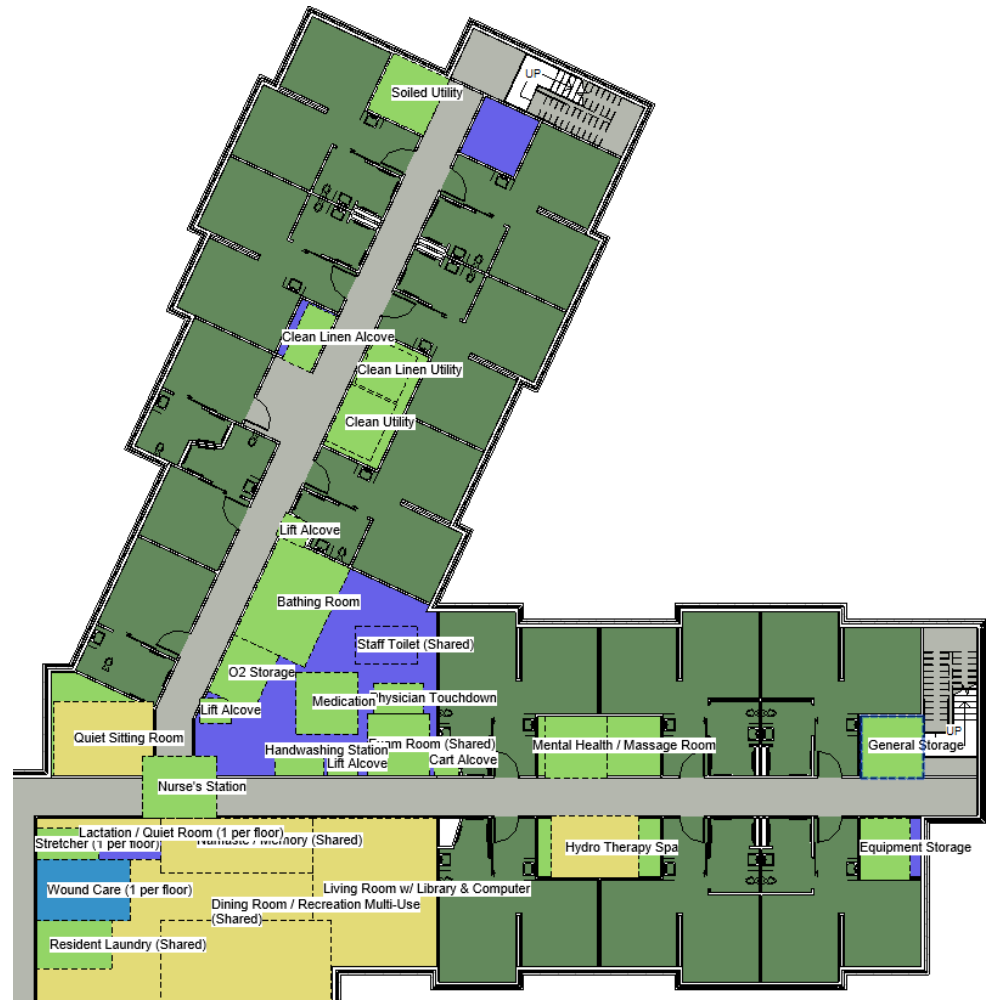 UP
Soiled Utility
Clean Linen Alcove
Clean Linen Utility
Clean Utility
Lift Alcove
Bathing Room
Staff Toilet (Shared)
O2 Storage
Medication
Physician Touchdown
Lift Alcove
Quiet Sitting Room
Handwashing Station
Exam Room (Shared)
Lift Alcove
Cart Alcove
Mental Health / Massage Room
General Storage
UP
Nurse's Station
Lactation / Quiet Room (1 per floor)
Stretcher (1 per floor)
Namaste / Memory (Shared)
Hydro Therapy Spa
Equipment Storage
Wound Care (1 per floor)
Living Room w/ Library & Computer
Dining Room / Recreation Multi-Use
(Shared)
Resident Laundry (Shared)